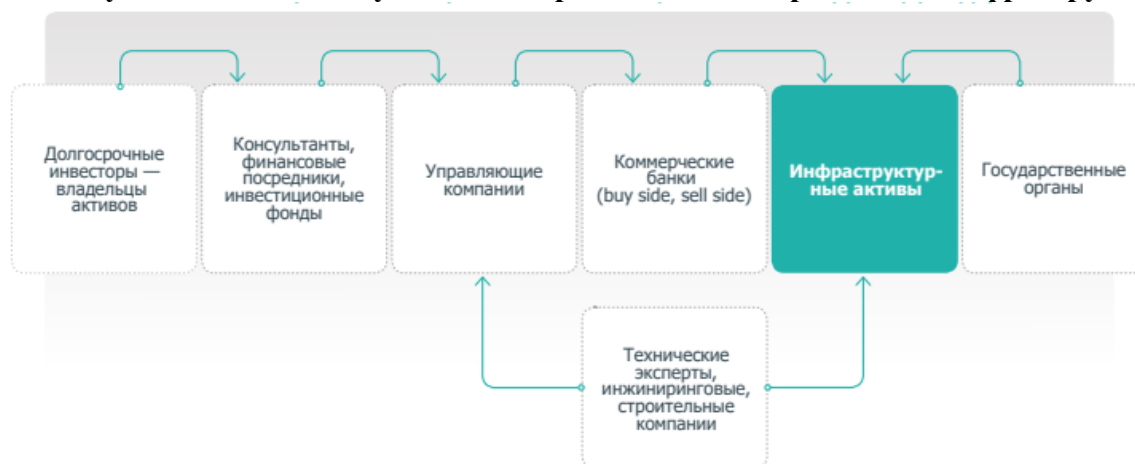 Долгосрочные
инвесторы —
владельцы
активов
Консультанты,
финансовые
посредники,
инвестиционные
фонды
Управляющие
компании
Коммерческие
банки
(buy side, sell side)
Инфраструктур-
ные активы
Государственные
органы
Технические
эксперты,
инжиниринговые,
строительные
компании